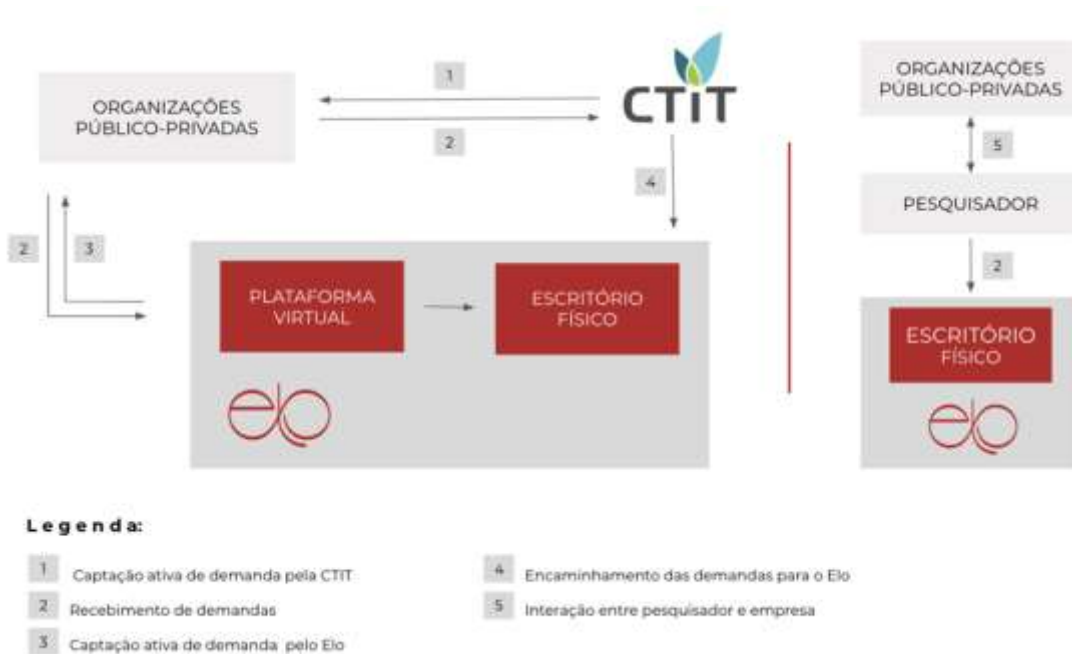 ORGANIZAÇÕES
PÚBLICO-PRIVADAS
1
2
CTiT
4
2
3
PLATAFORMA
VIRTUAL
ESCRITÓRIO
FÍSICO
elo
ORGANIZAÇÕES
PÚBLICO-PRIVADAS
5
PESQUISADOR
2
ESCRITÓRIO
FÍSICO
elo
Legenda:
1 Captação ativa de demanda pela CTIT
2 Recebimento de demandas
3 Captação ativa de demanda pelo Elo
4 Encaminhamento das demandas para o Elo
5 Interação entre pesquisador e empresa